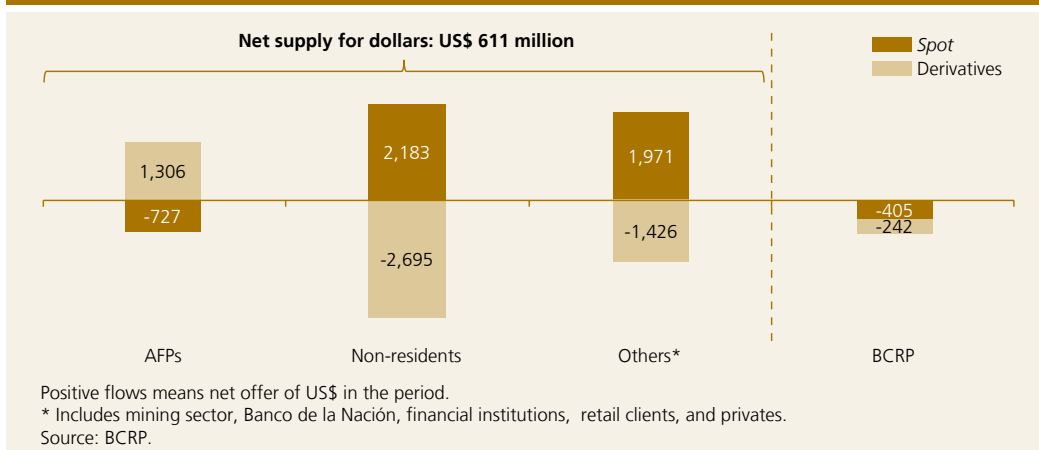 Net supply for dollars: US$ 611 million
Spot
Derivatives
1,306
-727
2,183
-2,695
1,971
-1,426
-405
-242
AFPs
Non-residents
Others*
BCRP
Positive flows means net offer of US$ in the period.
* Includes mining sector, Banco de la Nación, financial institutions, retail clients, and privates.
Source: BCRP.